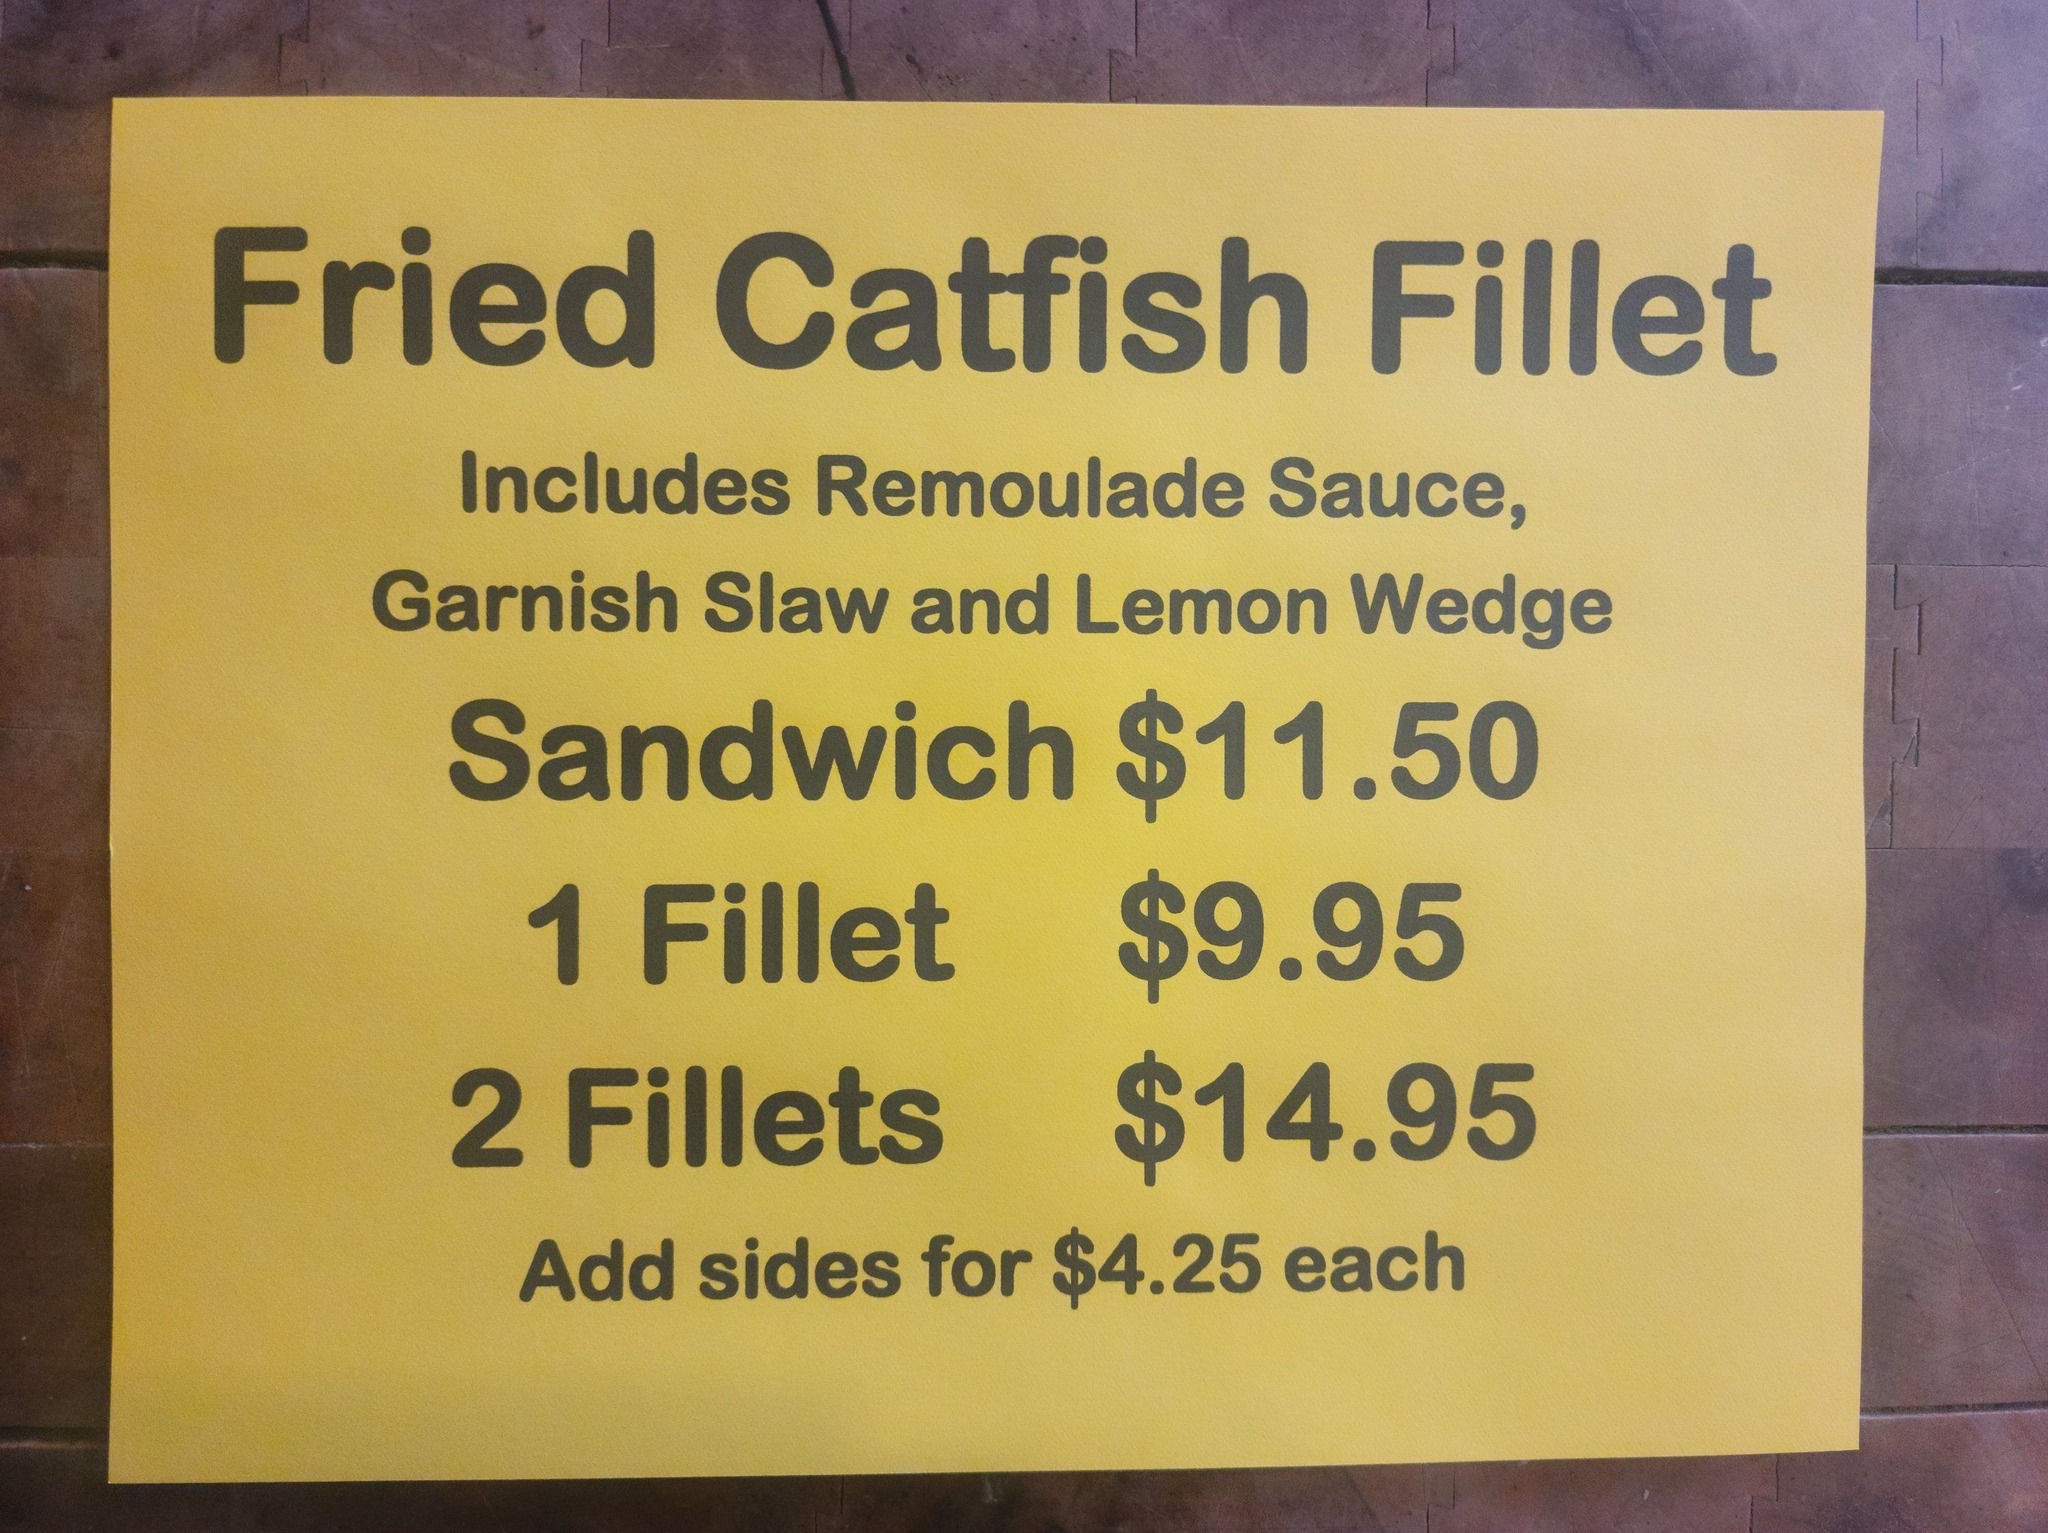 Fried Catfish Fillet
Includes Remoulade Sauce,
Garnish Slaw and Lemon Wedge
Sandwich $11.50
1 Fillet $9.95
2 Fillets $14.95
Add sides for $4.25 each